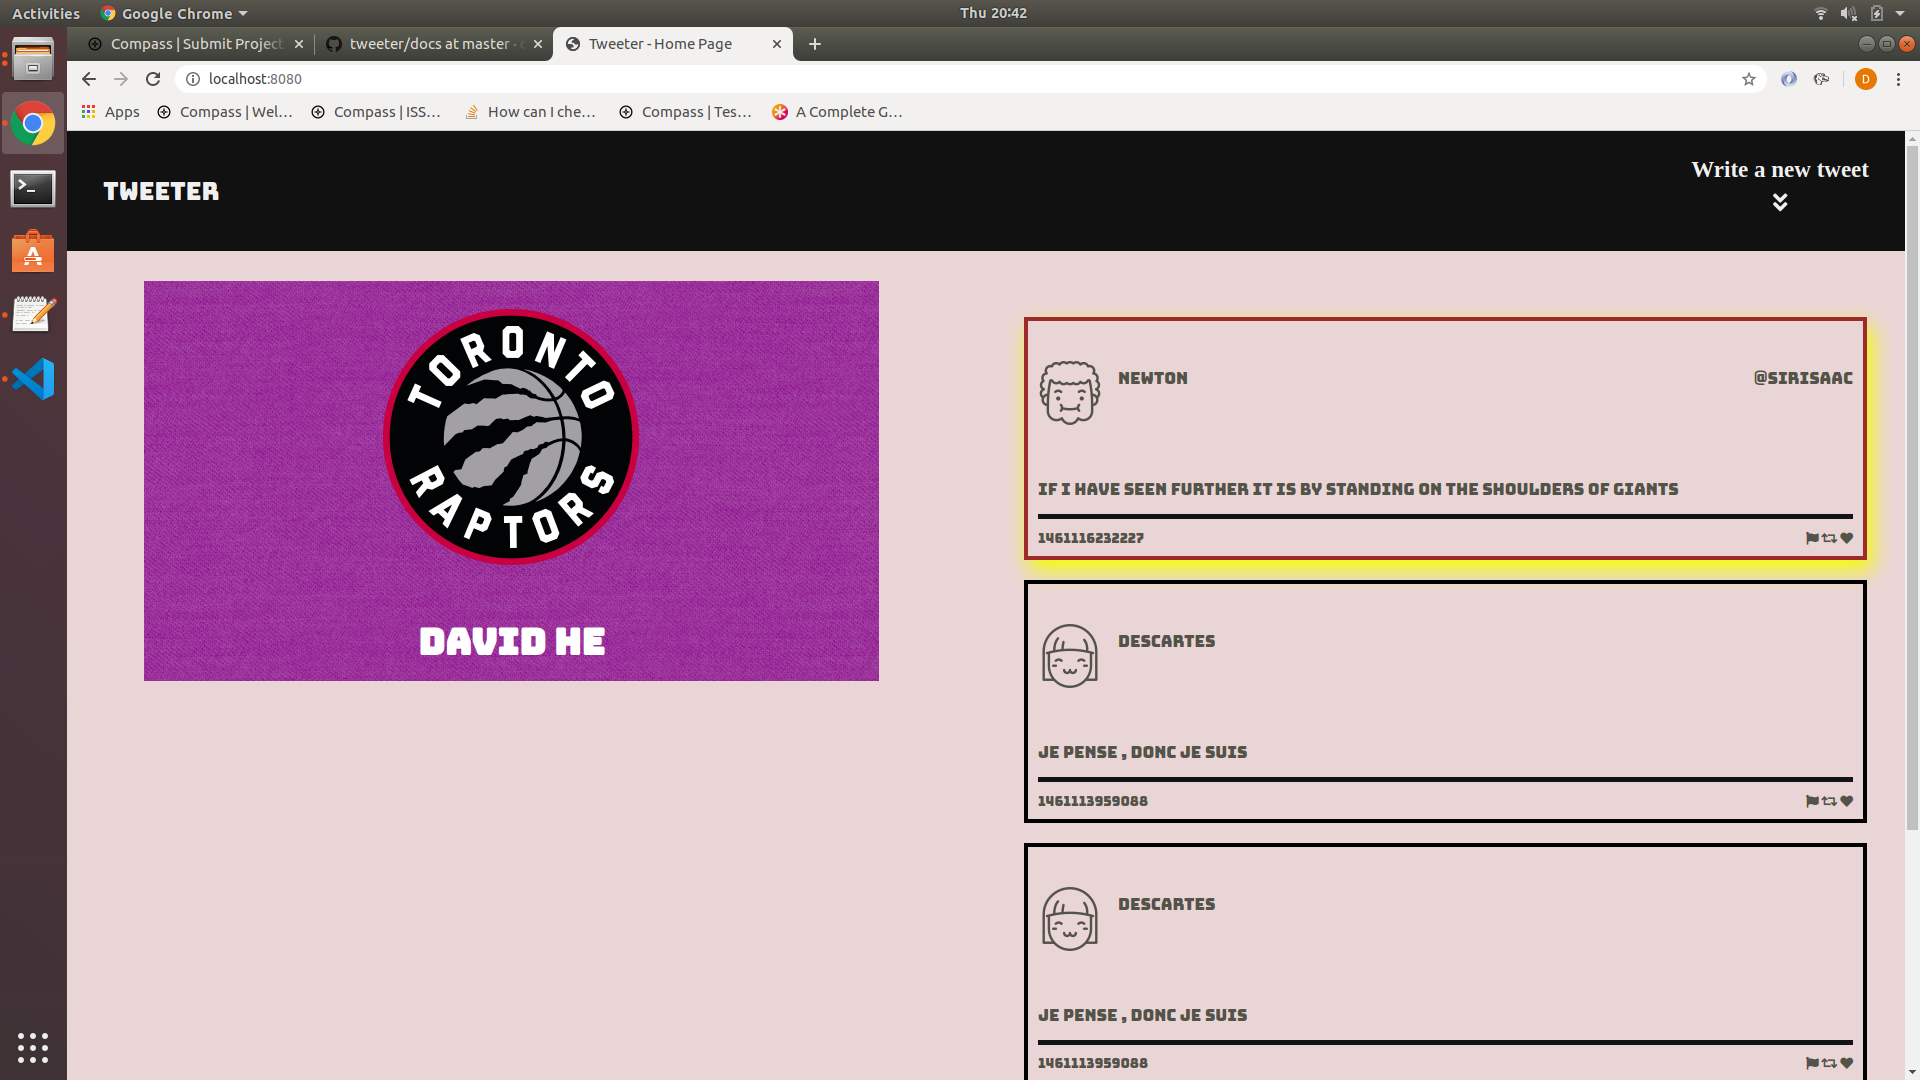 Activities
Google Chrome
Thu 20:42
Compass | Submit Project
tweeter/docs at master ·
Tweeter - Home Page
localhost:8080
D
Apps
Compass | Wel...
Compass | ISS...
How can I che...
Compass | Tes...
A Complete G...
TWEETER
Write a new tweet
TORONTO
RAPTORS
DAVID HE
NEWTON
@SIRISAAC
IF I HAVE SEEN FURTHER IT IS BY STANDING ON THE SHOULDERS OF GIANTS
1461116232227
DESCARTES
JE PENSE , DONC JE SUIS
1461113959088
DESCARTES
JE PENSE , DONC JE SUIS
1461113959088